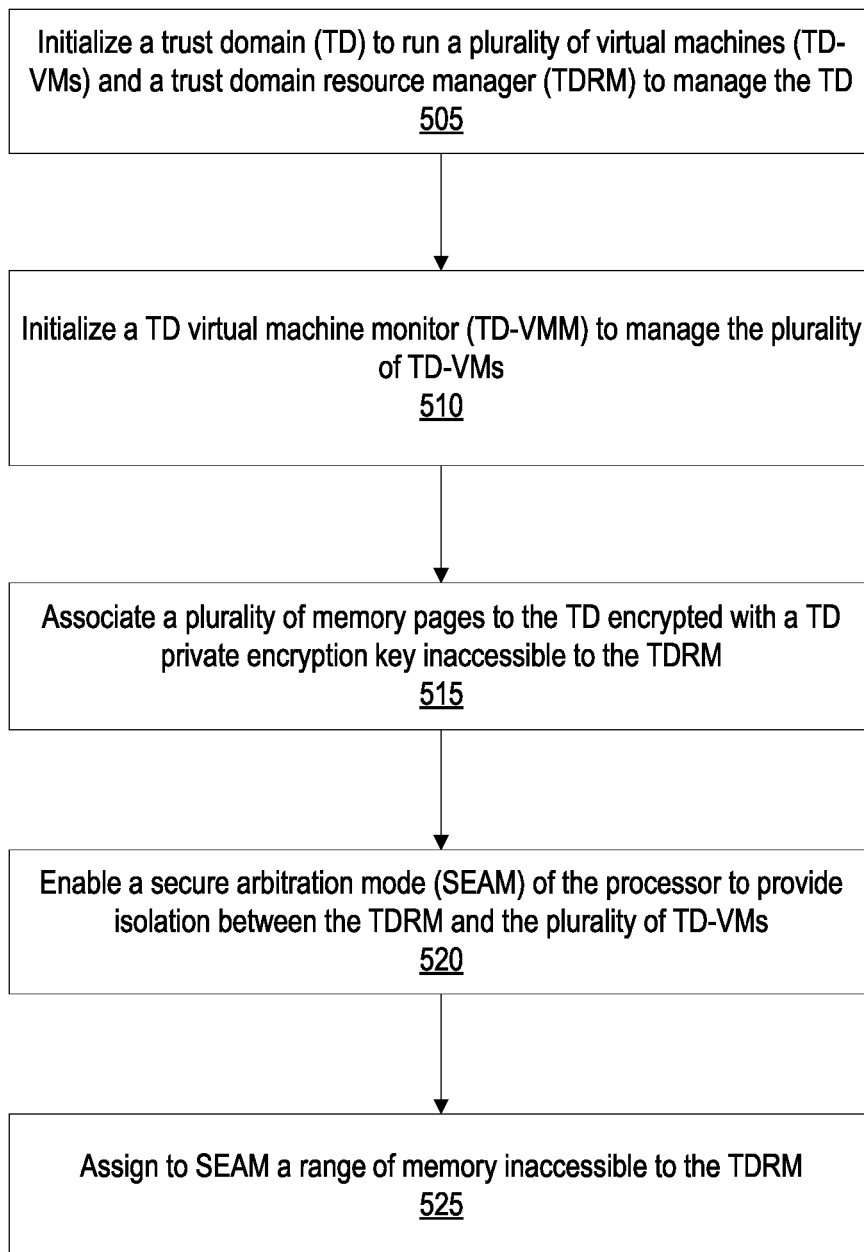 Initialize a trust domain (TD) to run a plurality of virtual machines (TD-
VMs) and a trust domain resource manager (TDRM) to manage the TD
505
Initialize a TD virtual machine monitor (TD-VMM) to manage the plurality
of TD-VMs
510
Associate a plurality of memory pages to the TD encrypted with a TD
private encryption key inaccessible to the TDRM
515
Enable a secure arbitration mode (SEAM) of the processor to provide
isolation between the TDRM and the plurality of TD-VMs
520
Assign to SEAM a range of memory inaccessible to the TDRM
525